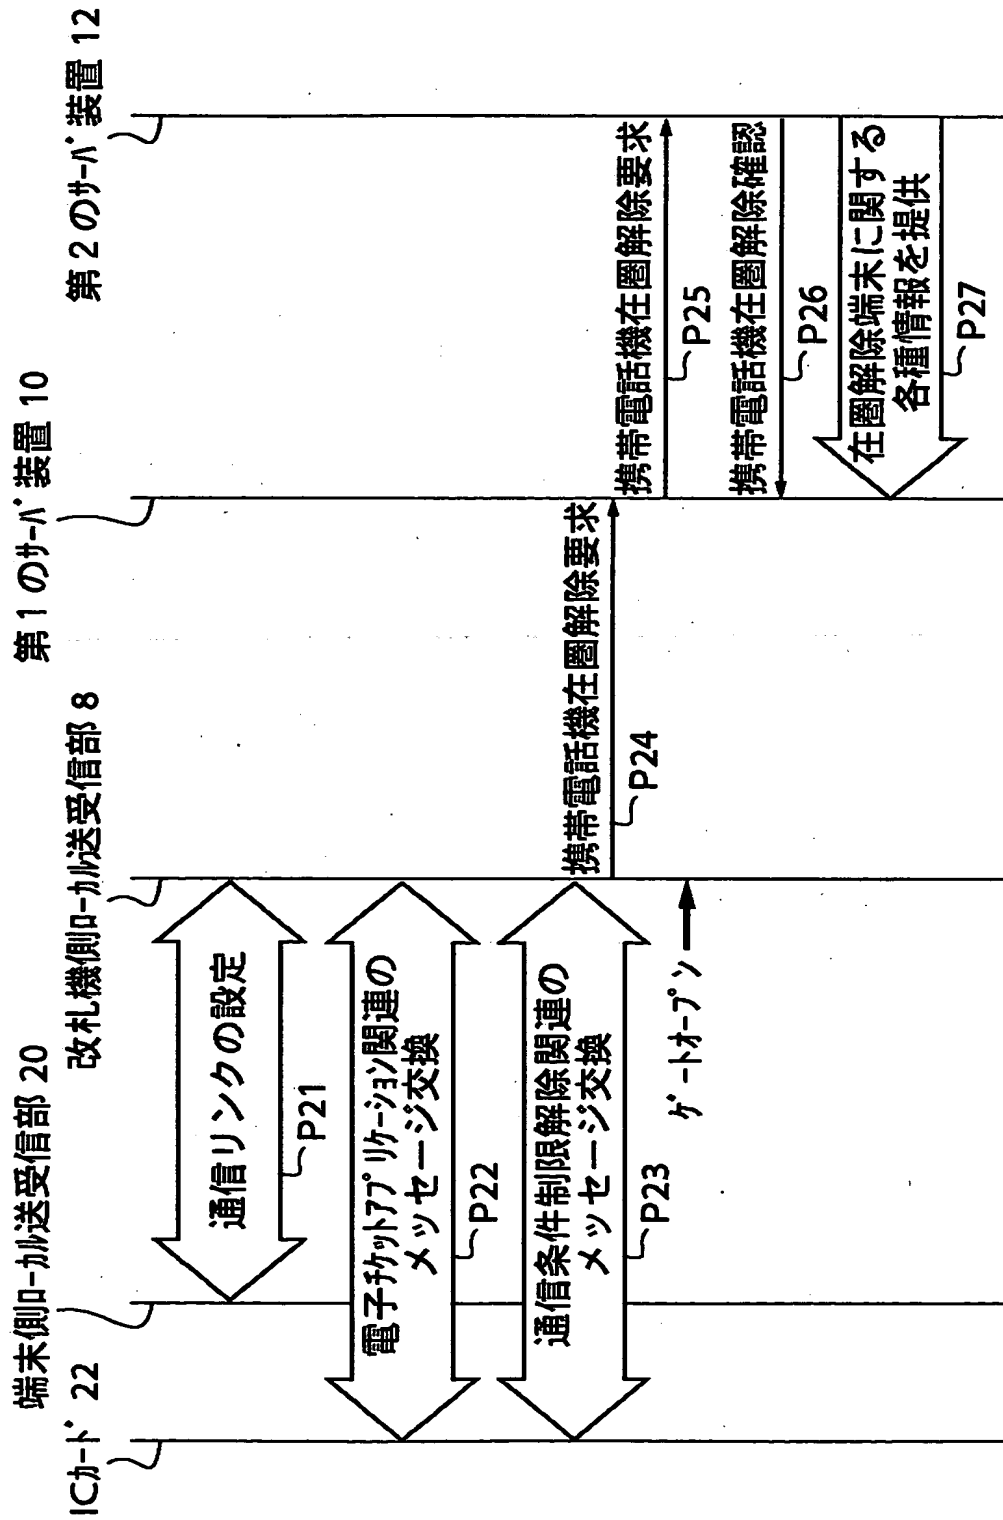 ICカード 22
端末側ローカル送受信部 20
改札機側ローカル送受信部 8
第1のサーバ装置 10
第2のサーバ装置 12
通信リンクの設定
P21
電子チケットアプリケーション関連の
メッセージ交換
P22
通信条件制限解除関連の
メッセージ交換
P23
携帯電話機在圏解除要求
P24
ゲートオープン
携帯電話機在圏解除要求
P25
携帯電話機在圏解除確認
P26
在圏解除端末に関する
各種情報を提供
P27